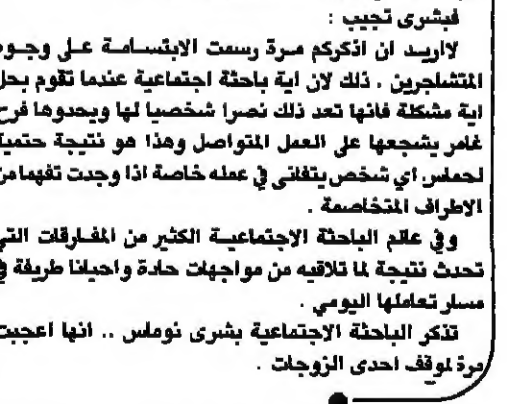 فبشرى تجيب :
لااريد ان اذكركم مرة رسمت الابتسامة على وجوه
المتشاجرين . ذلك لان اية باحثة اجتماعية عندما تقوم بحل
اية مشكلة فانها تعد ذلك نصرا شخصيا لها ويحدوها فرح
غامر يشجعها على العمل المتواصل وهذا هو نتيجة حتمية
لحماس اي شخص يتفانى في عمله خاصة اذا وجدت تفهما من
الاطراف المتخاصمة .
وفي عالم الباحثة الاجتماعية الكثير من المفارقات التي
تحدث نتيجة لما تلاقيه من مواجهات حادة واحيانا طريفة في
مسار تعاملها اليومي .
تذكر الباحثة الاجتماعية بشرى نوماس .. انها اعجبت
مرة لموقف احدى الزوجات .